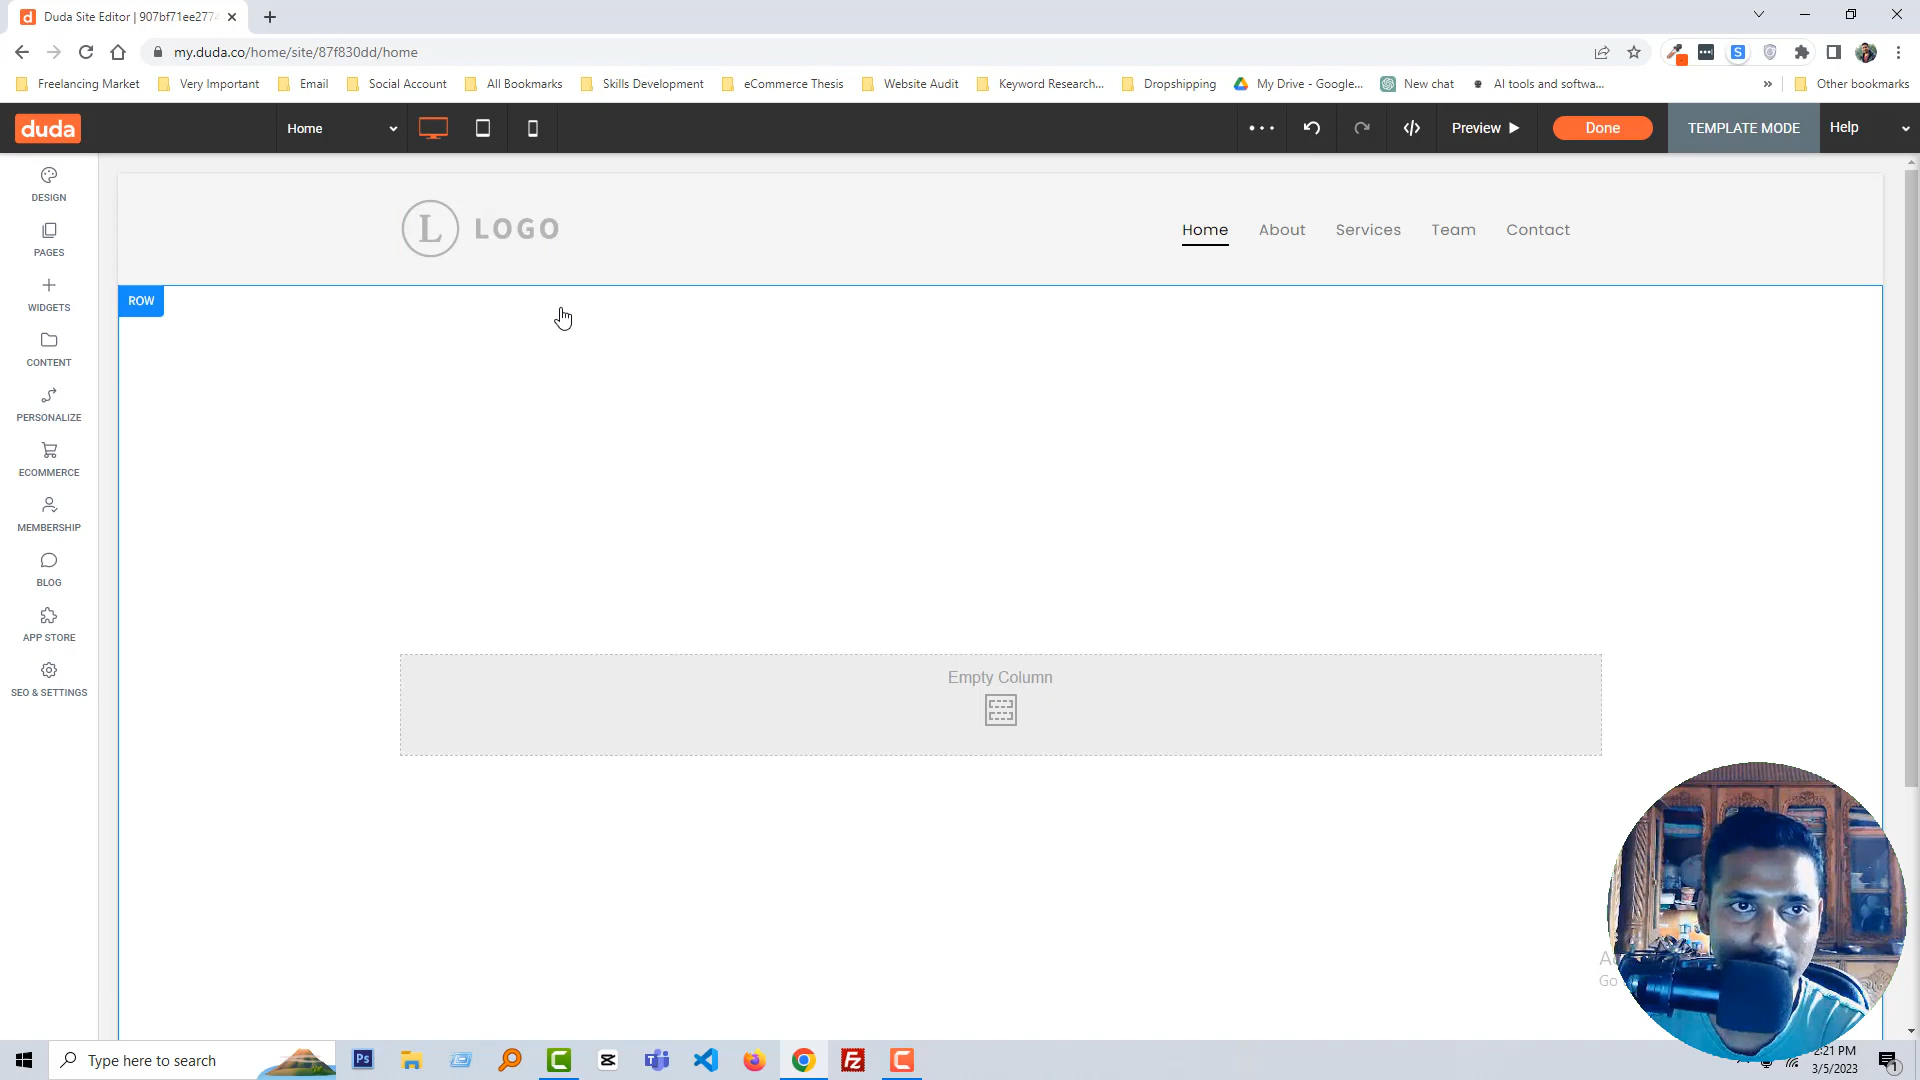 Duda Site Editor | 907bf71ee2774
my.duda.co/home/site/87f830dd/home
Freelancing Market
Very Important
Email
Social Account
All Bookmarks
Skills Development
eCommerce Thesis
Website Audit
Keyword Research...
Dropshipping
My Drive - Google...
New chat
AI tools and softwa...
»
Other bookmarks
duda
Home
Preview
Done
TEMPLATE MODE
Help
DESIGN
PAGES
WIDGETS
CONTENT
PERSONALIZE
ECOMMERCE
MEMBERSHIP
BLOG
APP STORE
SEO & SETTINGS
L LOGO
Home
About
Services
Team
Contact
ROW
Empty Column
Go
Type here to search
Ps
2:21 PM
3/5/2023